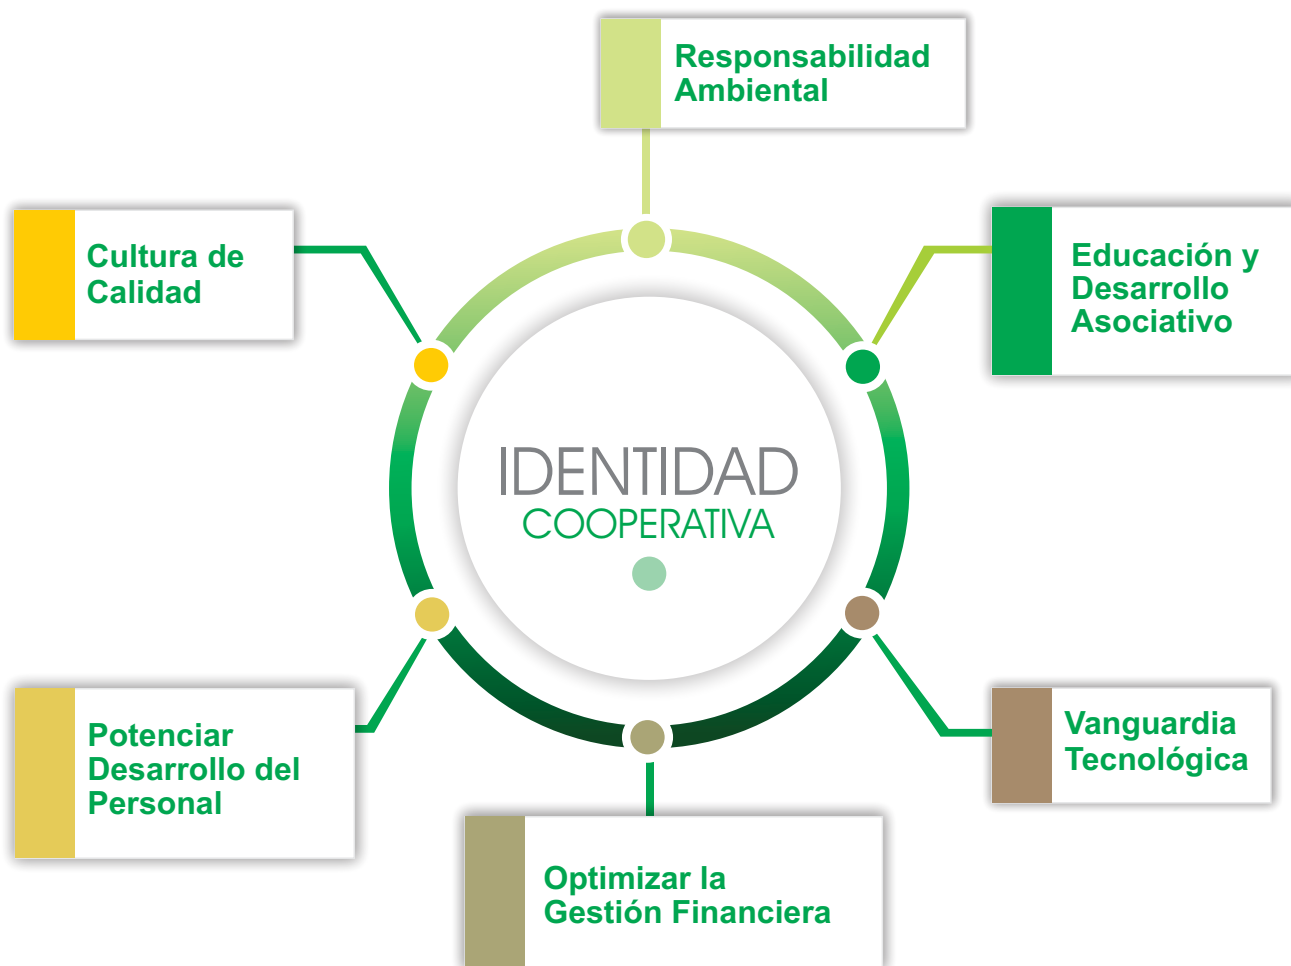 Responsabilidad
Ambiental
Cultura de
Calidad
Educación y
Desarrollo
Asociativo
IDENTIDAD
COOPERATIVA
Potenciar
Desarrollo del
Personal
Vanguardia
Tecnológica
Optimizar la
Gestión Financiera